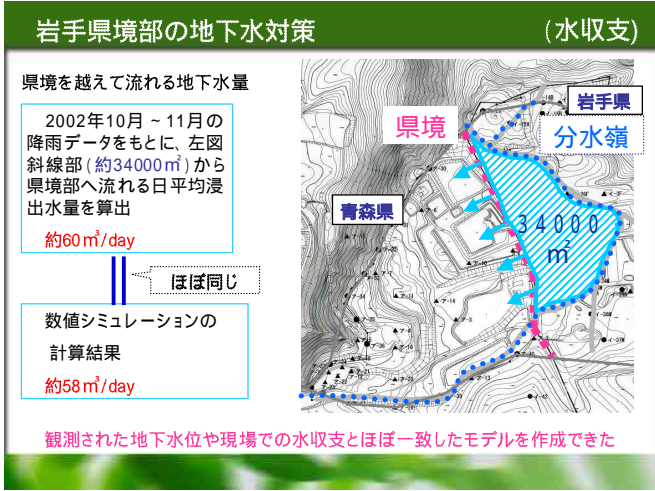 岩手県境部の地下水対策
(水収支)
県境を越えて流れる地下水量
2002年10月~11月の
降雨データをもとに、左図
斜線部(約34000㎡)から
県境部へ流れる日平均浸
出水量を算出
約60㎥/day
ほぼ同じ
数値シミュレーションの
計算結果
約58㎥/day
県境
岩手県
分水嶺
青森県
34000
㎡
観測された地下水位や現場での水収支とほぼ一致したモデルを作成できた